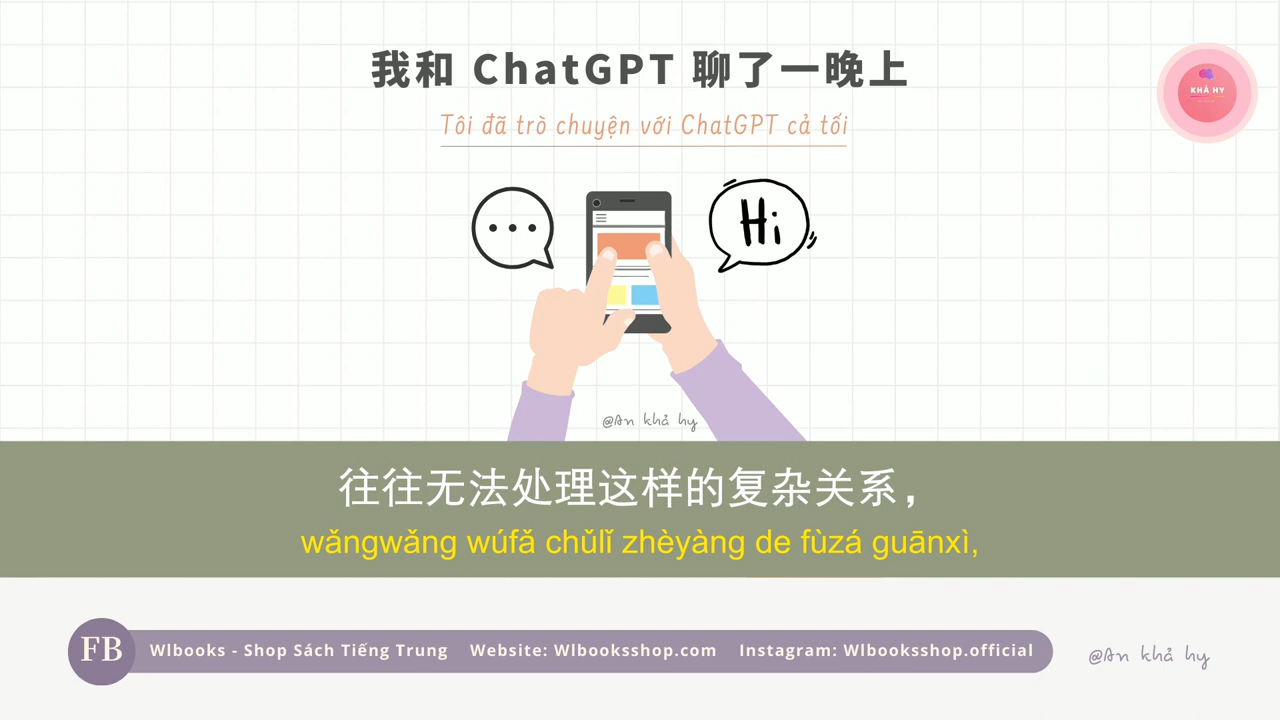 我和 ChatGPT 聊了一晚上
Tôi đã trò chuyện với ChatGPT cả tối
KHẢ HY
Hi
@An khả hy
往往无法处理这样的复杂关系，
wǎngwǎng wúfǎ chǔlǐ zhèyàng de fùzá guānxì,
FB
Wlbooks - Shop Sách Tiếng Trung Website: Wlbooksshop.com Instagram: Wlbooksshop.official
@An khả hy